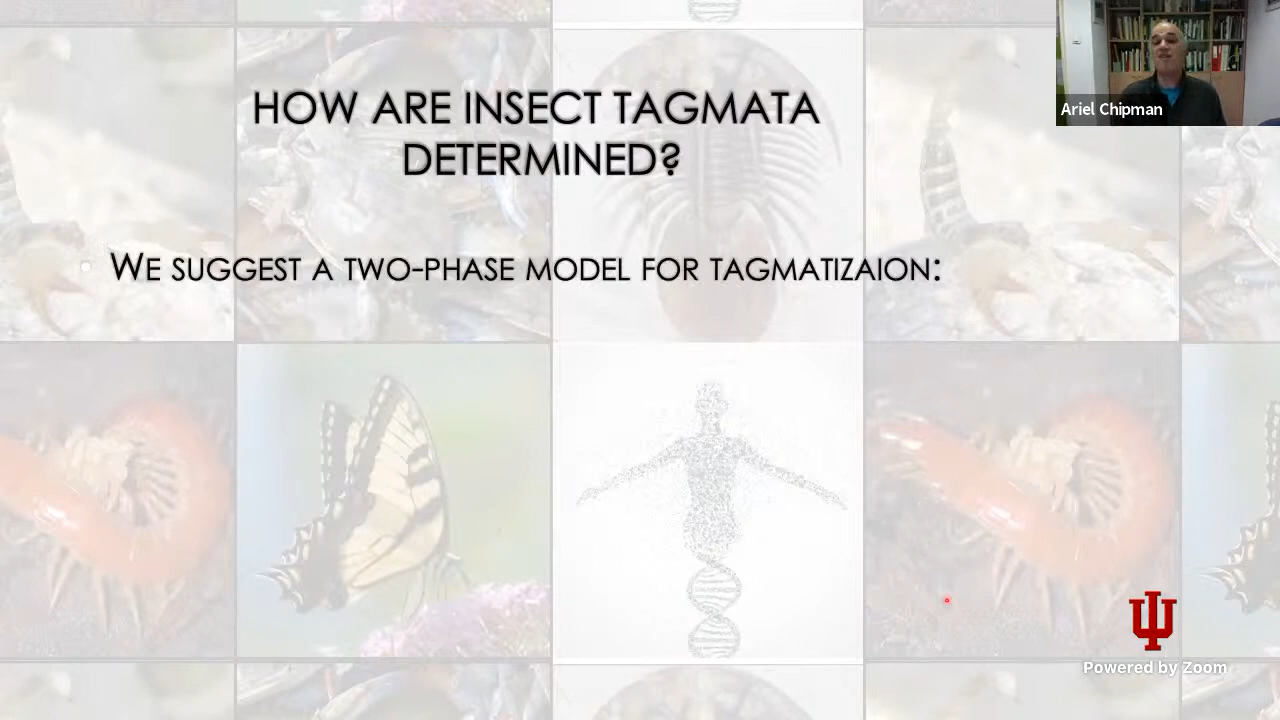 HOW ARE INSECT TAGMATA
DETERMINED?
WE SUGGEST A TWO-PHASE MODEL FOR TAGMATIZAION:
Ariel Chipman
Powered by Zoom